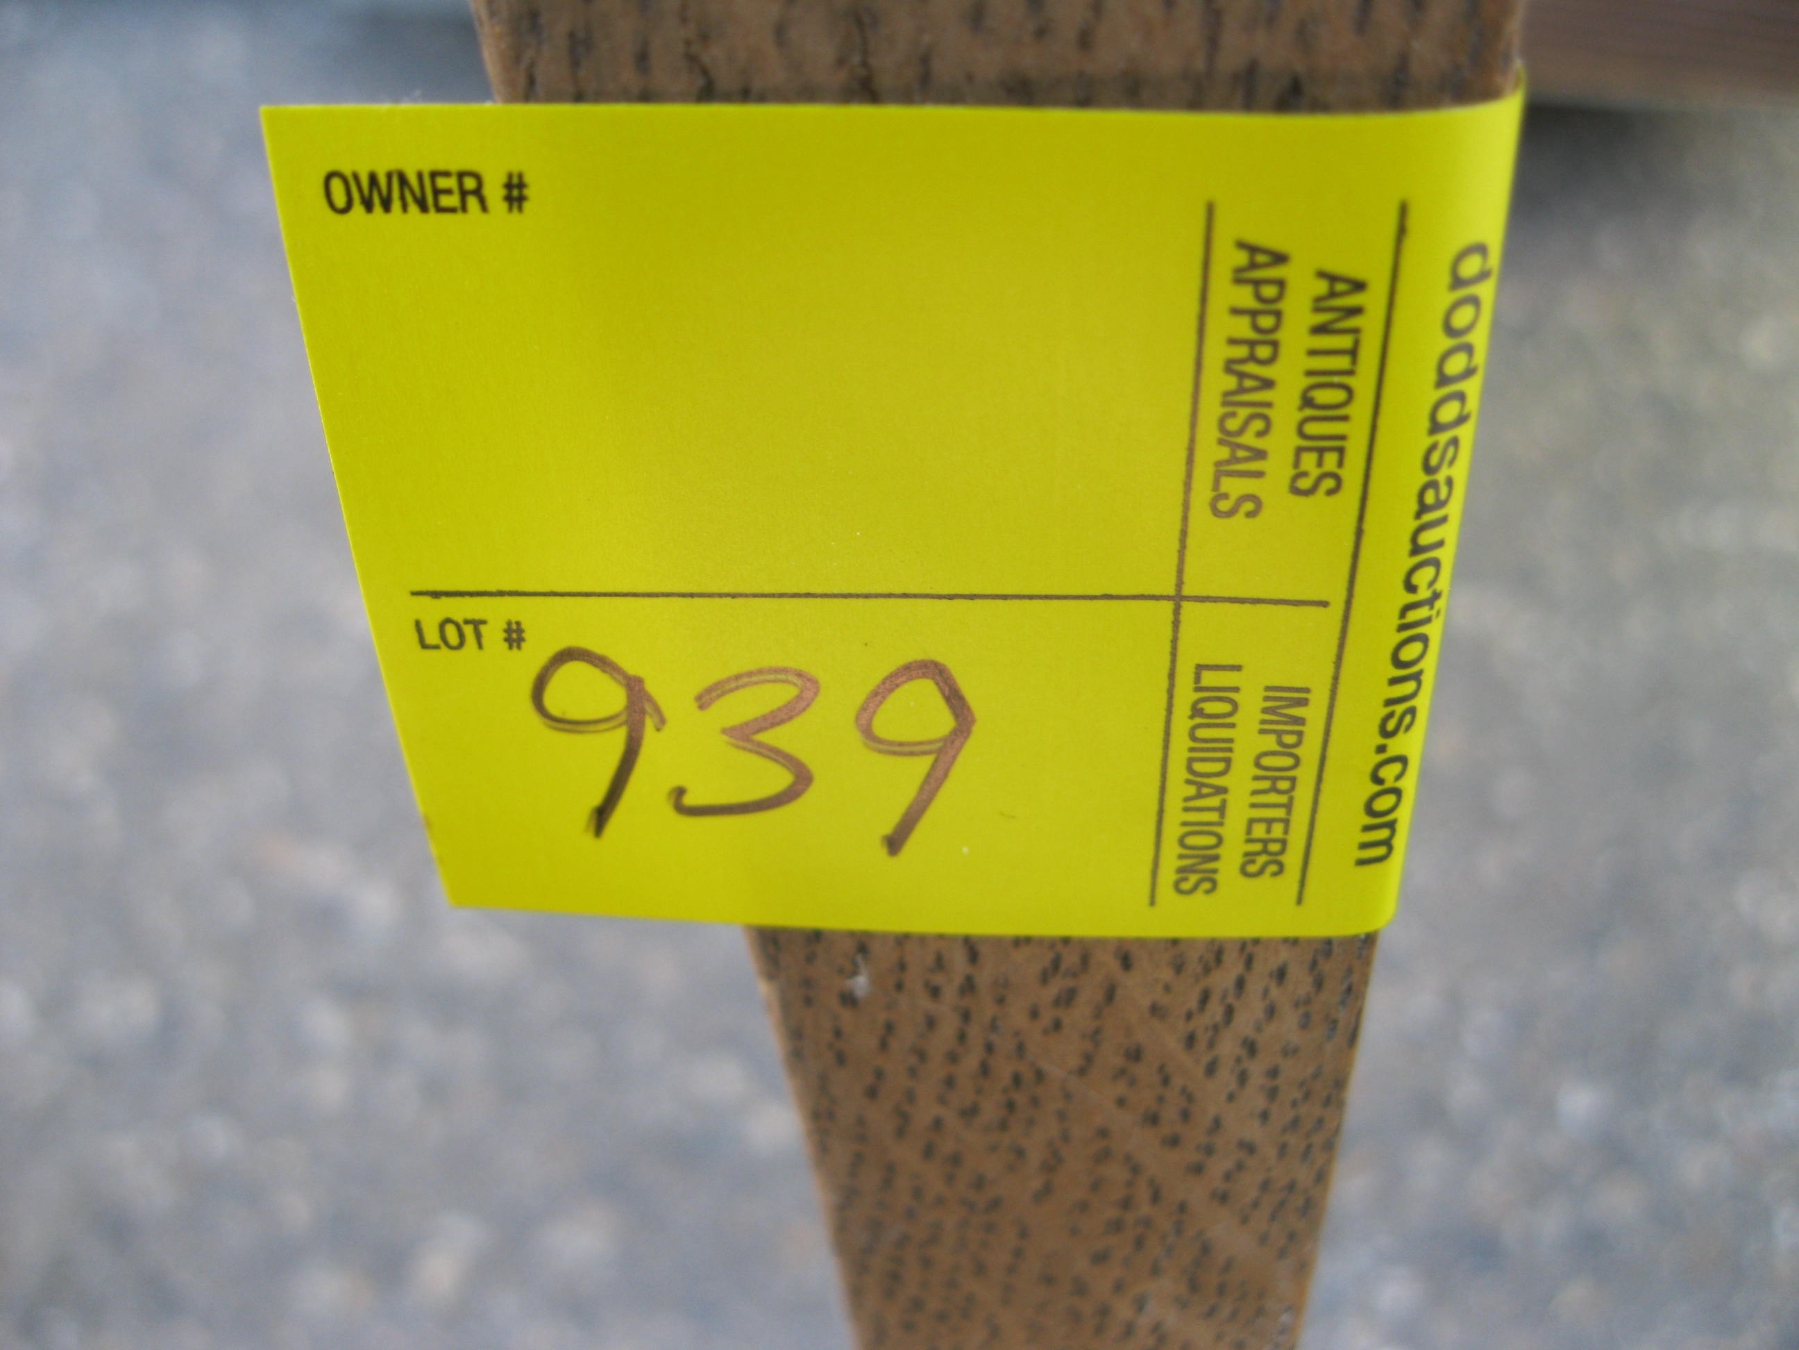 OWNER #
LOT # 939
ANTIQUES
APPRAISALS
IMPORTERS
LIQUIDATIONS
doddsauctions.com